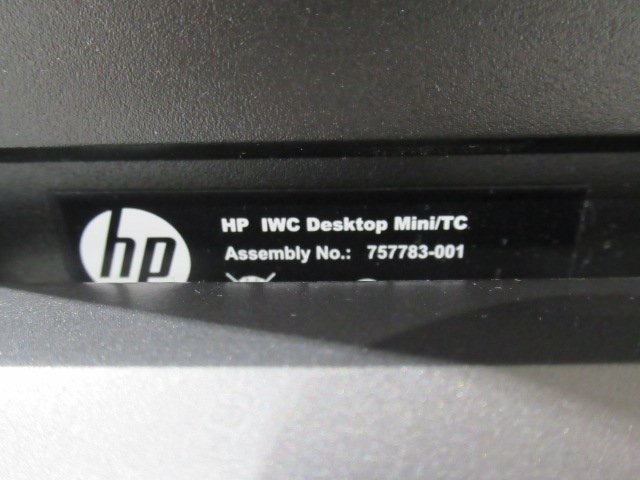 hp
HP IWC Desktop Mini/TC
Assembly No.: 757783-001